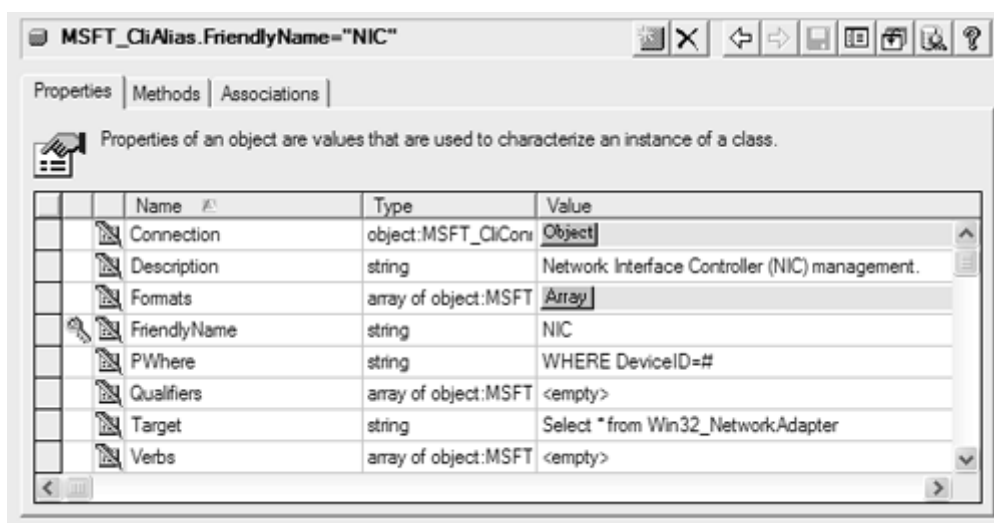 MSFT_CliAlias.FriendlyName="NIC"
Properties Methods Associations
Properties of an object are values that are used to characterize an instance of a class.
Name Type Value
Connection object:MSFT_CliConn Object
Description string Network Interface Controller (NIC) management.
Formats array of object:MSFT Array
FriendlyName string NIC
PWhere string WHERE DeviceID=#
Qualifiers array of object:MSFT <empty>
Target string Select * from Win32_NetworkAdapter
Verbs array of object:MSFT <empty>